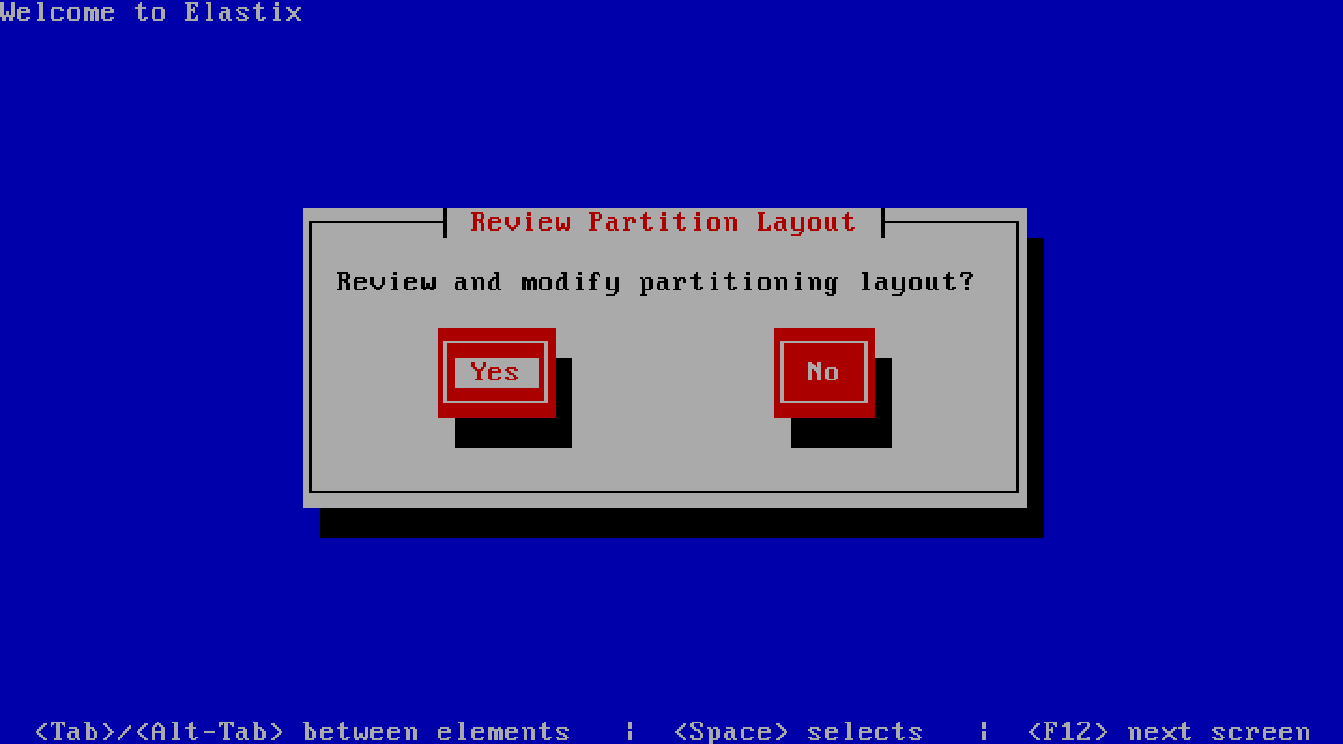 Welcome to Elastix
Review Partition Layout
Review and modify partitioning layout?
Yes No
<Tab>/<Alt-Tab> between elements | <Space> selects | <F12> next screen